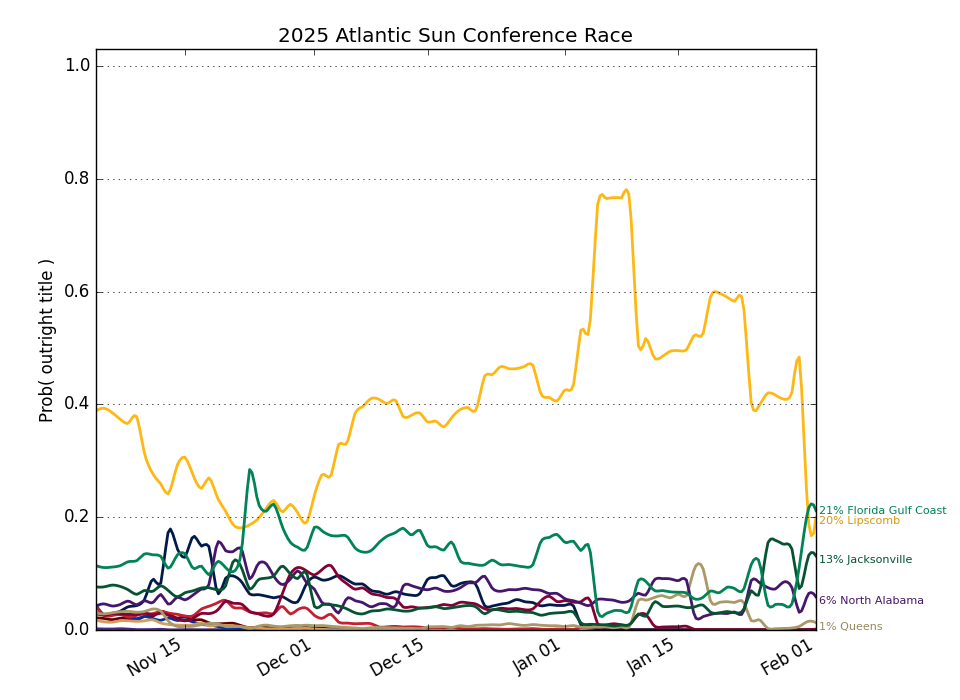 2025 Atlantic Sun Conference Race
Prob( outright title )
1.0
0.8
0.6
0.4
0.2
0.0
Nov 15
Dec 01
Dec 15
Jan 01
Jan 15
Feb 01
21% Florida Gulf Coast
20% Lipscomb
13% Jacksonville
6% North Alabama
1% Queens